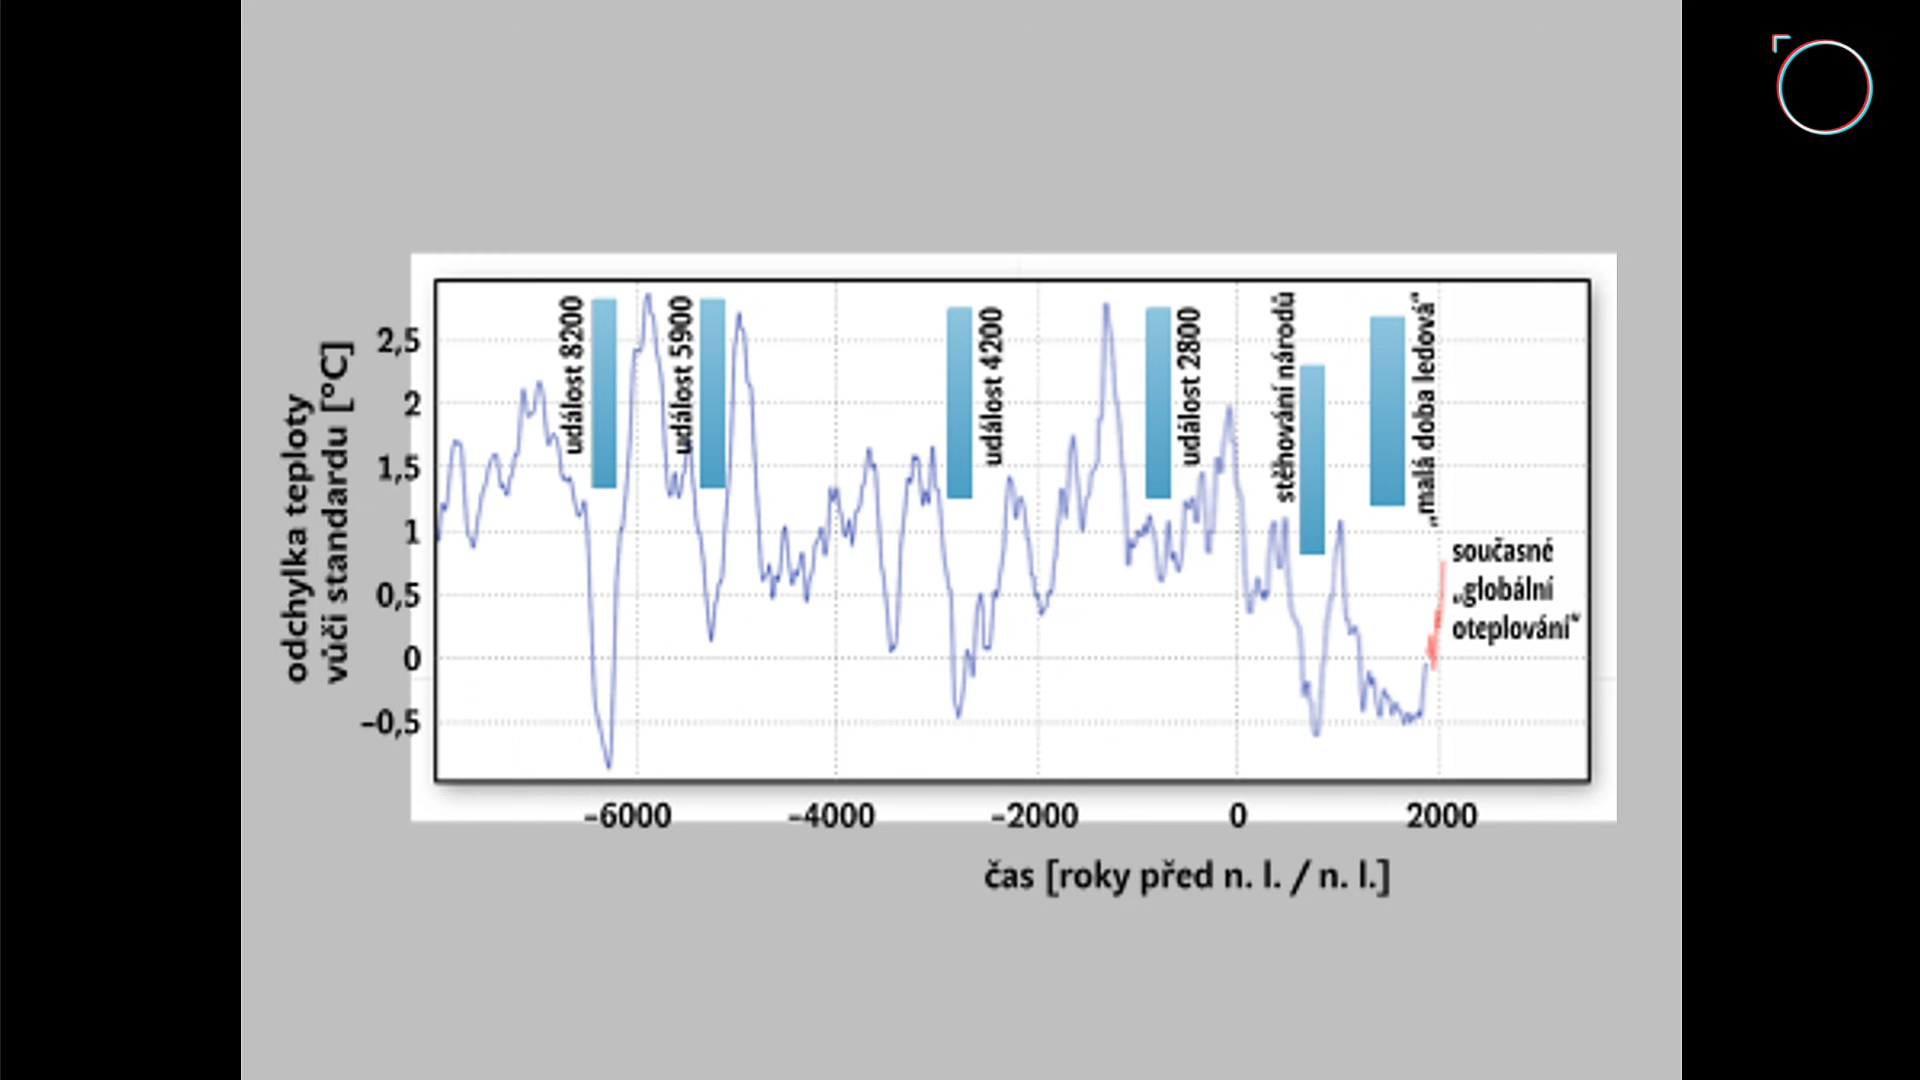 odchylka teploty
vůči standardu [°C]
2,5
2
1,5
1
0,5
0
–0,5
událost 8200
událost 5900
událost 4200
událost 2800
stěhování národů
„malá doba ledová“
současné
„globální
oteplování“
–6000
–4000
–2000
0
2000
čas [roky před n. l. / n. l.]